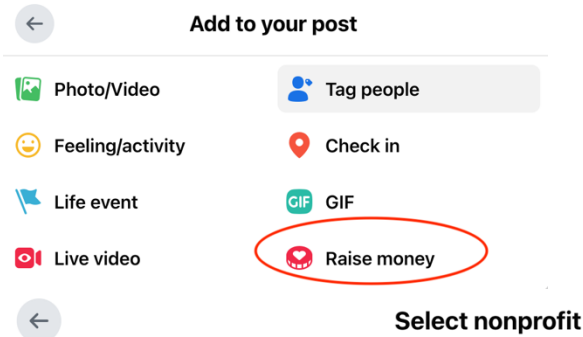 Add to your post
Photo/Video Tag people
Feeling/activity Check in
Life event GIF GIF
Live video Raise money
Select nonprofit